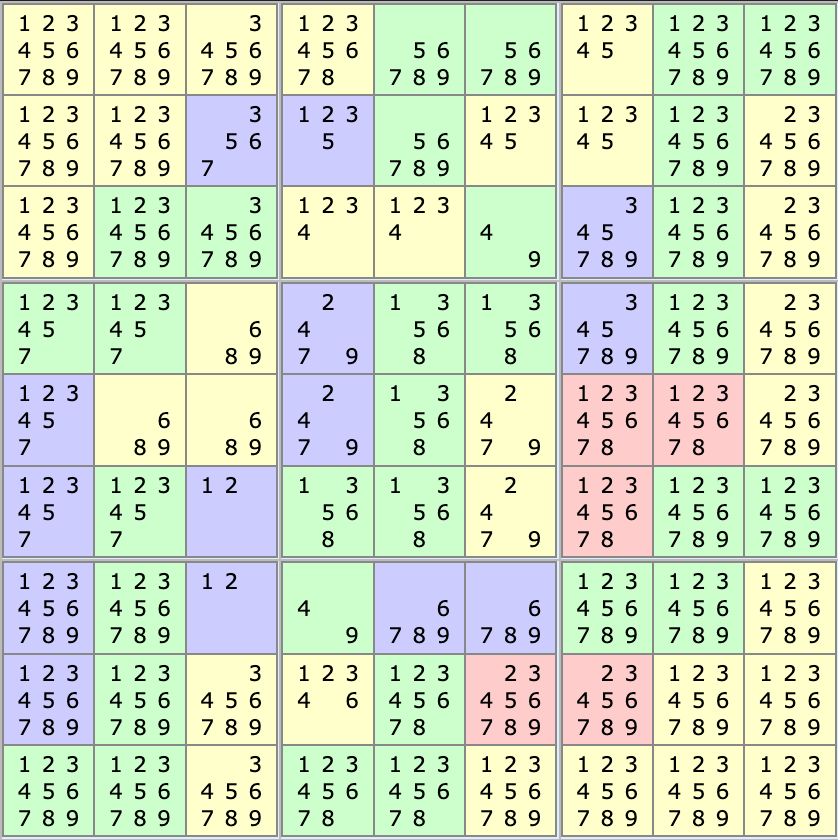 1 2 3 1 2 3 3 1 2 3 1 2 3 1 2 3 1 2 3
4 5 6 4 5 6 4 5 6 4 5 6 5 6 5 6 4 5 4 5 6 4 5 6
7 8 9 7 8 9 7 8 9 7 8 7 8 9 7 8 9 7 8 9 7 8 9
1 2 3 1 2 3 3 1 2 3 1 2 3 1 2 3 1 2 3 2 3
4 5 6 4 5 6 5 6 5 5 6 4 5 4 5 4 5 6 4 5 6
7 8 9 7 8 9 7 7 8 9 7 8 9 7 8 9
1 2 3 1 2 3 3 1 2 3 1 2 3 3 1 2 3 2 3
4 5 6 4 5 6 4 5 6 4 4 4 4 5 4 5 6 4 5 6
7 8 9 7 8 9 7 8 9 9 7 8 9 7 8 9 7 8 9
1 2 3 1 2 3 2 1 3 1 3 3 1 2 3 2 3
4 5 4 5 6 4 5 6 5 6 4 5 4 5 6 4 5 6
7 7 8 9 7 9 8 8 7 8 9 7 8 9 7 8 9
1 2 3 2 1 3 2 1 2 3 1 2 3 2 3
4 5 6 6 4 5 6 4 4 5 6 4 5 6 4 5 6
7 8 9 8 9 7 9 8 7 9 7 8 7 8 7 8 9
1 2 3 1 2 3 1 2 1 3 1 3 2 1 2 3 1 2 3 1 2 3
4 5 4 5 5 6 5 6 4 4 5 6 4 5 6 4 5 6
7 7 8 8 7 9 7 8 7 8 9 7 8 9
1 2 3 1 2 3 1 2 1 2 3 1 2 3 1 2 3
4 5 6 4 5 6 4 6 6 4 5 6 4 5 6 4 5 6
7 8 9 7 8 9 9 7 8 9 7 8 9 7 8 9 7 8 9 7 8 9
1 2 3 1 2 3 3 1 2 3 1 2 3 2 3 2 3 1 2 3 1 2 3
4 5 6 4 5 6 4 5 6 4 6 4 5 6 4 5 6 4 5 6 4 5 6 4 5 6
7 8 9 7 8 9 7 8 9 7 8 7 8 9 7 8 9 7 8 9 7 8 9
1 2 3 1 2 3 3 1 2 3 1 2 3 1 2 3 1 2 3 1 2 3 1 2 3
4 5 6 4 5 6 4 5 6 4 5 6 4 5 6 4 5 6 4 5 6 4 5 6 4 5 6
7 8 9 7 8 9 7 8 9 7 8 7 8 7 8 9 7 8 9 7 8 9 7 8 9